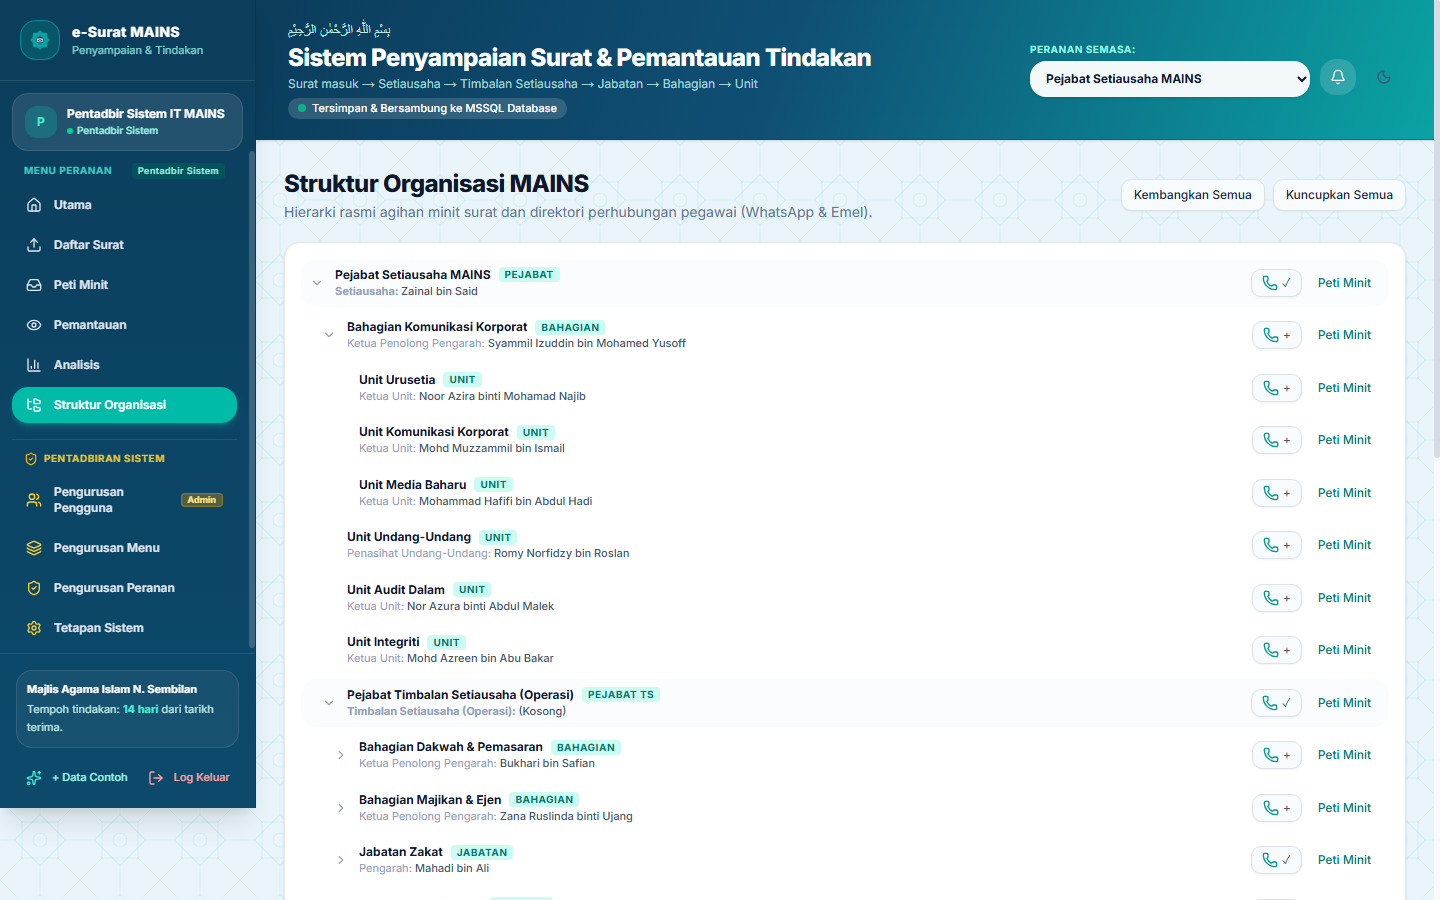 e-Surat MAINS
Penyampaian & Tindakan
P
Pentadbir Sistem IT MAINS
Pentadbir Sistem
MENU PERANAN
Pentadbir Sistem
Utama
Daftar Surat
Peti Minit
Pemantauan
Analisis
Struktur Organisasi
PENTADBIRAN SISTEM
Pengurusan Pengguna
Admin
Pengurusan Menu
Pengurusan Peranan
Tetapan Sistem
Majlis Agama Islam N. Sembilan
Tempoh tindakan: 14 hari dari tarikh
terima.
+ Data Contoh
Log Keluar
بِسْمِ اللَّهِ الرَّحْمَٰنِ الرَّحِيْمِ
Sistem Penyampaian Surat & Pemantauan Tindakan
Surat masuk → Setiausaha → Timbalan Setiausaha → Jabatan → Bahagian → Unit
Tersimpan & Bersambung ke MSSQL Database
PERANAN SEMASA:
Pejabat Setiausaha MAINS
Struktur Organisasi MAINS
Hierarki rasmi agihan minit surat dan direktori perhubungan pegawai (WhatsApp & Emel).
Kembangkan Semua
Kuncupkan Semua
Pejabat Setiausaha MAINS PEJABAT
Setiausaha: Zainal bin Said
✓ Peti Minit
Bahagian Komunikasi Korporat BAHAGIAN
Ketua Penolong Pengarah: Syammil Izuddin bin Mohamed Yusoff
+ Peti Minit
Unit Urusetia UNIT
Ketua Unit: Noor Azira binti Mohamad Najib
+ Peti Minit
Unit Komunikasi Korporat UNIT
Ketua Unit: Mohd Muzzammil bin Ismail
+ Peti Minit
Unit Media Baharu UNIT
Ketua Unit: Mohammad Hafifi bin Abdul Hadi
+ Peti Minit
Unit Undang-Undang UNIT
Penasihat Undang-Undang: Romy Norfidzy bin Roslan
+ Peti Minit
Unit Audit Dalam UNIT
Ketua Unit: Nor Azura binti Abdul Malek
+ Peti Minit
Unit Integriti UNIT
Ketua Unit: Mohd Azreen bin Abu Bakar
+ Peti Minit
Pejabat Timbalan Setiausaha (Operasi) PEJABAT TS
Timbalan Setiausaha (Operasi): (Kosong)
✓ Peti Minit
Bahagian Dakwah & Pemasaran BAHAGIAN
Ketua Penolong Pengarah: Bukhari bin Safian
+ Peti Minit
Bahagian Majikan & Ejen BAHAGIAN
Ketua Penolong Pengarah: Zana Ruslinda binti Ujang
+ Peti Minit
Jabatan Zakat JABATAN
Pengarah: Mahadi bin Ali
✓ Peti Minit